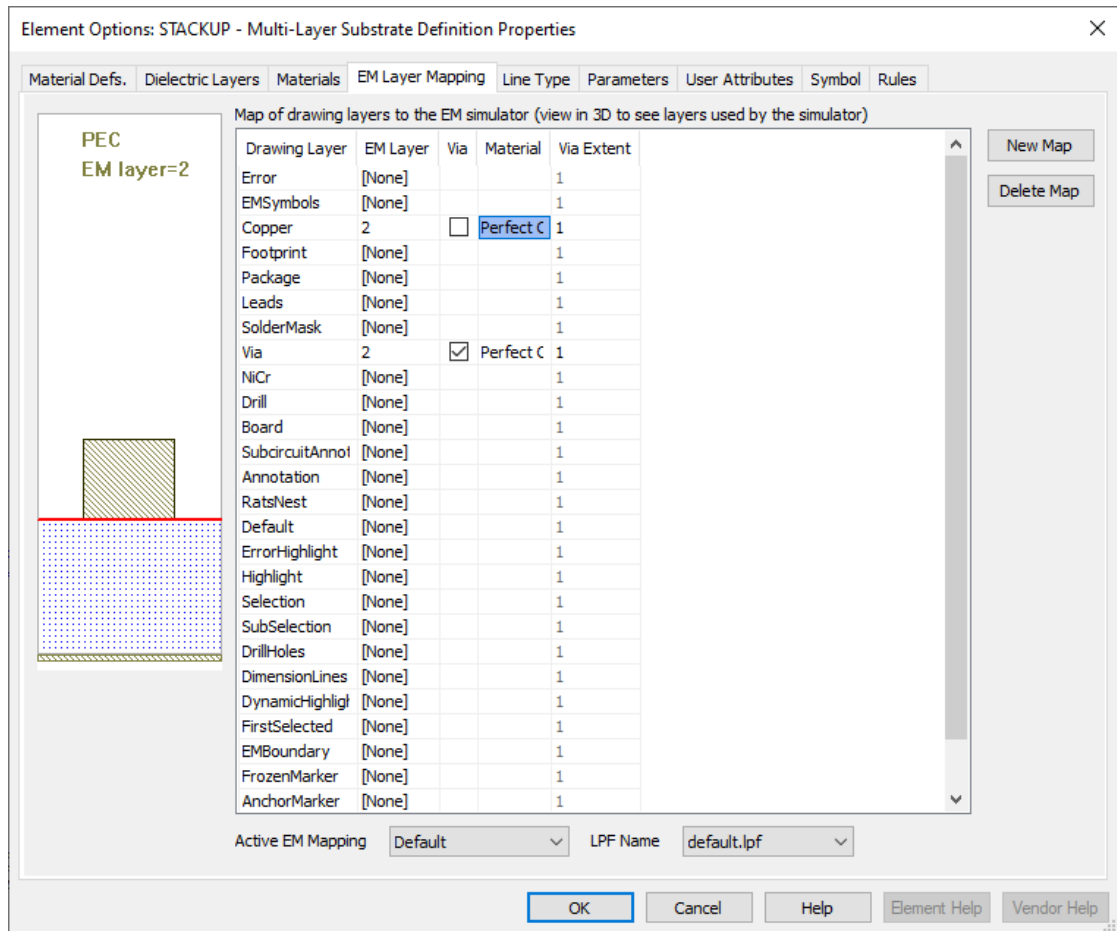 Element Options: STACKUP - Multi-Layer Substrate Definition Properties
Material Defs. Dielectric Layers Materials EM Layer Mapping Line Type Parameters User Attributes Symbol Rules
Map of drawing layers to the EM simulator (view in 3D to see layers used by the simulator)
PEC
EM layer=2
Drawing Layer EM Layer Via Material Via Extent
Error [None] 1
EMSymbols [None] 1
Copper 2 Perfect C 1
Footprint [None] 1
Package [None] 1
Leads [None] 1
SolderMask [None] 1
Via 2 Perfect C 1
NiCr [None] 1
Drill [None] 1
Board [None] 1
SubcircuitAnnot [None] 1
Annotation [None] 1
RatsNest [None] 1
Default [None] 1
ErrorHighlight [None] 1
Highlight [None] 1
Selection [None] 1
SubSelection [None] 1
DrillHoles [None] 1
DimensionLines [None] 1
DynamicHighligh [None] 1
FirstSelected [None] 1
EMBoundary [None] 1
FrozenMarker [None] 1
AnchorMarker [None] 1
New Map
Delete Map
Active EM Mapping Default LPF Name default.lpf
OK Cancel Help Element Help Vendor Help